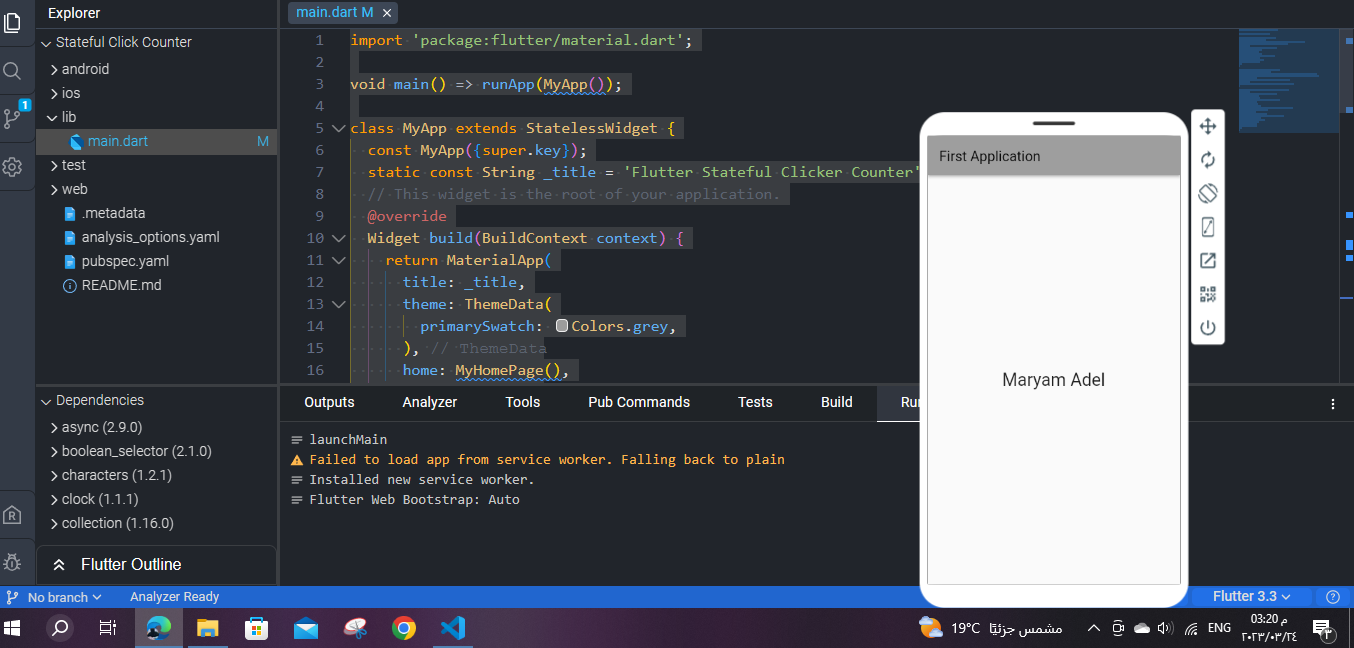 Explorer
Stateful Click Counter
android
ios
lib
main.dart M
test
web
.metadata
analysis_options.yaml
pubspec.yaml
README.md
1
main.dart M
1 import 'package:flutter/material.dart';
2
3 void main() => runApp(MyApp());
4
5 class MyApp extends StatelessWidget {
6 const MyApp({super.key});
7 static const String _title = 'Flutter Stateful Clicker Counter'
8 // This widget is the root of your application.
9 @override
10 Widget build(BuildContext context) {
11 return MaterialApp(
12 title: _title,
13 theme: ThemeData(
14 primarySwatch: Colors.grey,
15 ), // ThemeData
16 home: MyHomePage(),
First Application
Maryam Adel
Dependencies
async (2.9.0)
boolean_selector (2.1.0)
characters (1.2.1)
clock (1.1.1)
collection (1.16.0)
R
Flutter Outline
Outputs Analyzer Tools Pub Commands Tests Build Ru
launchMain
Failed to load app from service worker. Falling back to plain
Installed new service worker.
Flutter Web Bootstrap: Auto
No branch Analyzer Ready Flutter 3.3
19°C مشمس جزئيًا
ENG
03:20 م
٢٠٢٣/٠٣/٢٤
٣